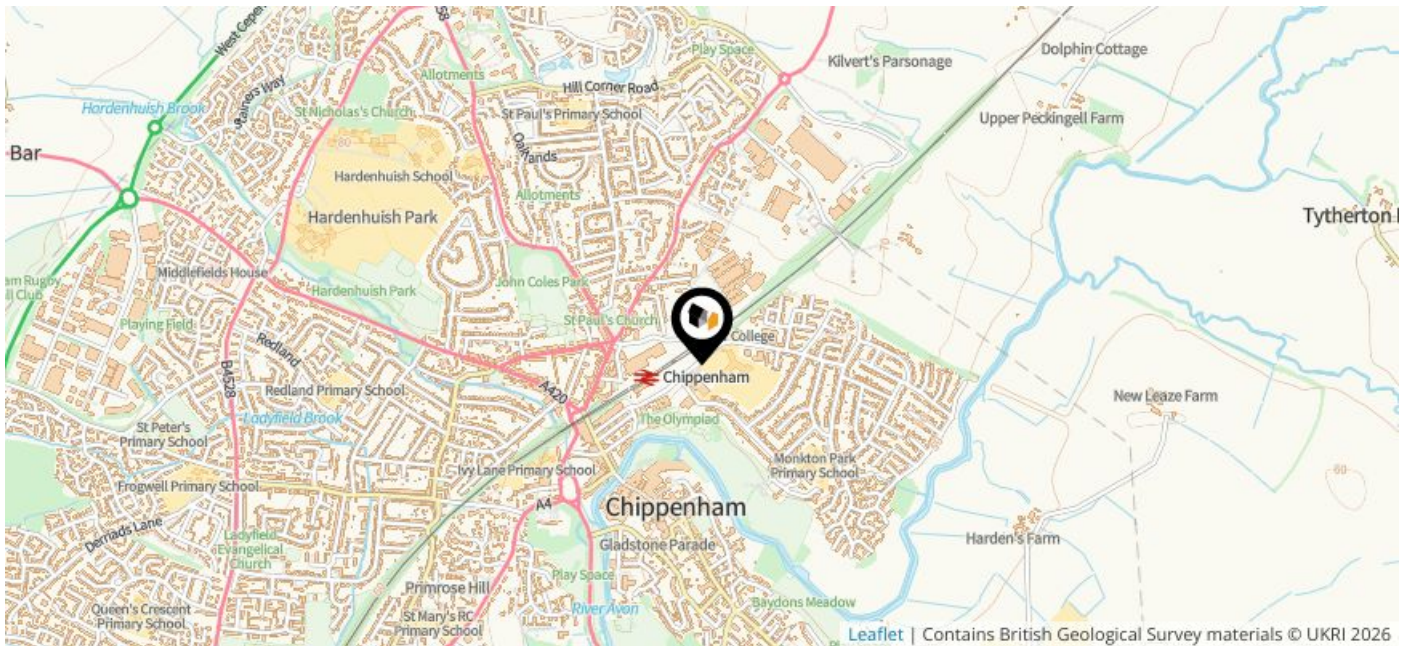 West Cepen
58
Play Space
Dolphin Cottage
Kilvert's Parsonage
Allotments
Hill Corner Road
Hardenhuish Brook
St Nicholas's Church
St Paul's Primary School
Upper Peckingell Farm
Oaklands
Bar
80
Hardenhuish School
Allotments
Hardenhuish Park
Tytherton
70
Middlefields House
John Coles Park
Hardenhuish Park
Playing Field
St Paul's Church
College
Redland
Chippenham
B4528
A420
Redland Primary School
New Leaze Farm
Ladyfield Brook
The Olympiad
St Peter's
Primary School
Monkton Park
Primary School
Ivy Lane Primary School
60
Frogwell Primary School
A4
Chippenham
Derriads Lane
Ladyfield
Evangelical
Church
Gladstone Parade
Harden's Farm
Play Space
Primrose Hill
Baydons Meadow
River Avon
Queen's Crescent
Primary School
St Mary's RC
Primary School
Leaflet | Contains British Geological Survey materials © UKRI 2026